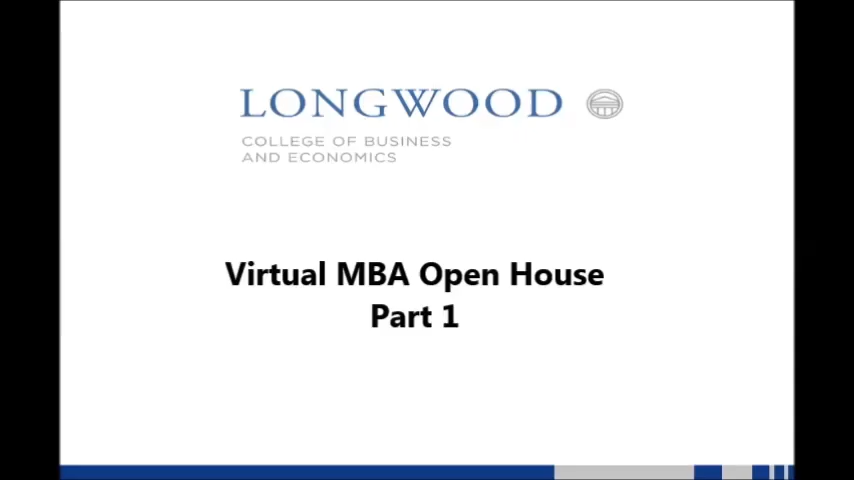 LONGWOOD
COLLEGE OF BUSINESS
AND ECONOMICS
Virtual MBA Open House
Part 1